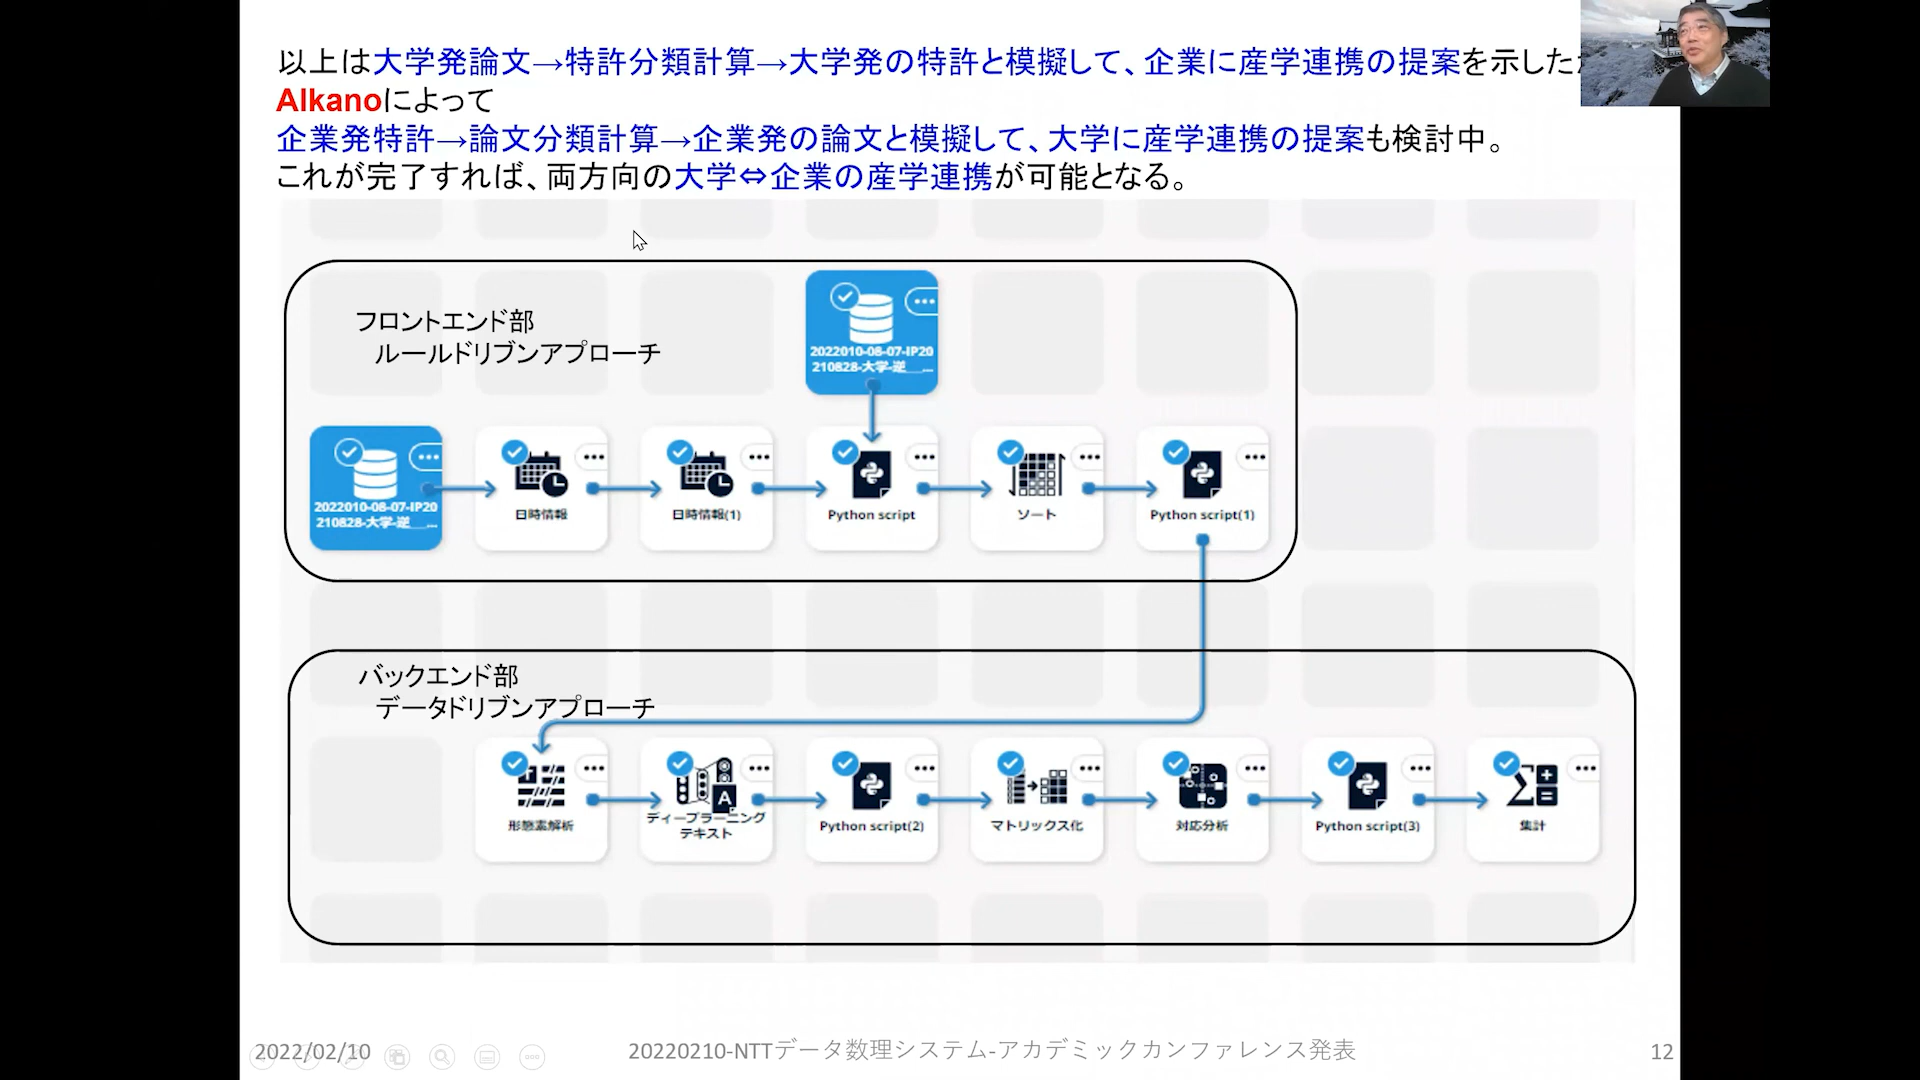 以上は大学発論文→特許分類計算→大学発の特許と模擬して、企業に産学連携の提案を示した
Alkanoによって
企業発特許→論文分類計算→企業発の論文と模擬して、大学に産学連携の提案も検討中。
これが完了すれば、両方向の大学⇔企業の産学連携が可能となる。
フロントエンド部
ルールドリブンアプローチ
2022010-08-07-IP20
210828-大学-逆___...
2022010-08-07-IP20
210828-大学-逆___...
日時情報
日時情報(1)
Python script
ソート
Python script(1)
バックエンド部
データドリブンアプローチ
形態素解析
ディープラーニング
テキスト
Python script(2)
マトリックス化
対応分析
Python script(3)
集計
2022/02/10
20220210-NTTデータ数理システム-アカデミックカンファレンス発表
12